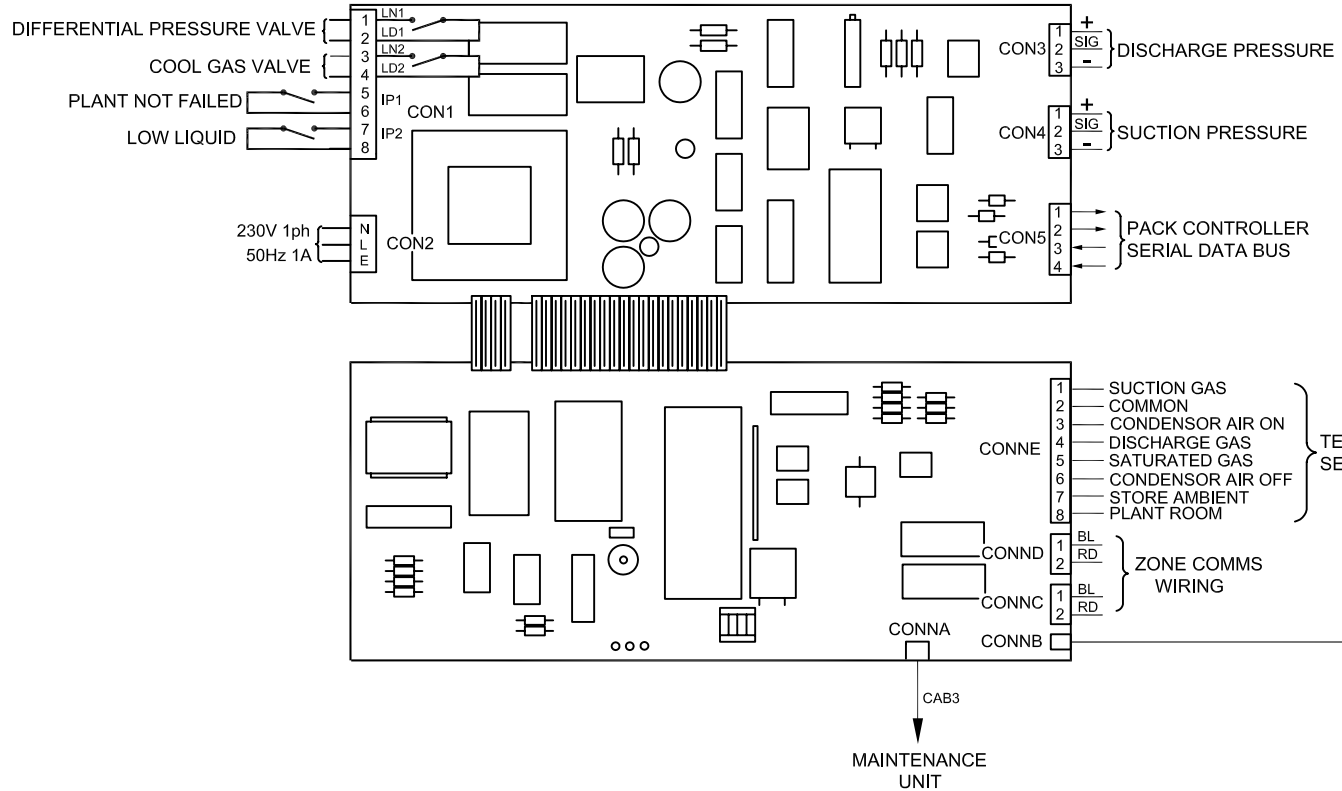 DIFFERENTIAL PRESSURE VALVE
1 LN1
2 LD1
COOL GAS VALVE
3 LN2
4 LD2
PLANT NOT FAILED
5 IP1
6
CON1
LOW LIQUID
7 IP2
8
230V 1ph
50Hz 1A
N
L
E
CON2
CON3
1 +
2 SIG
3 -
DISCHARGE PRESSURE
CON4
1 +
2 SIG
3 -
SUCTION PRESSURE
CON5
1
2
3
4
PACK CONTROLLER
SERIAL DATA BUS
CONNE
1 SUCTION GAS
2 COMMON
3 CONDENSOR AIR ON
4 DISCHARGE GAS
5 SATURATED GAS
6 CONDENSOR AIR OFF
7 STORE AMBIENT
8 PLANT ROOM
TE
SE
CONND
1 BL
2 RD
CONNC
1 BL
2 RD
ZONE COMMS
WIRING
CONNA
CONNB
CAB3
MAINTENANCE
UNIT